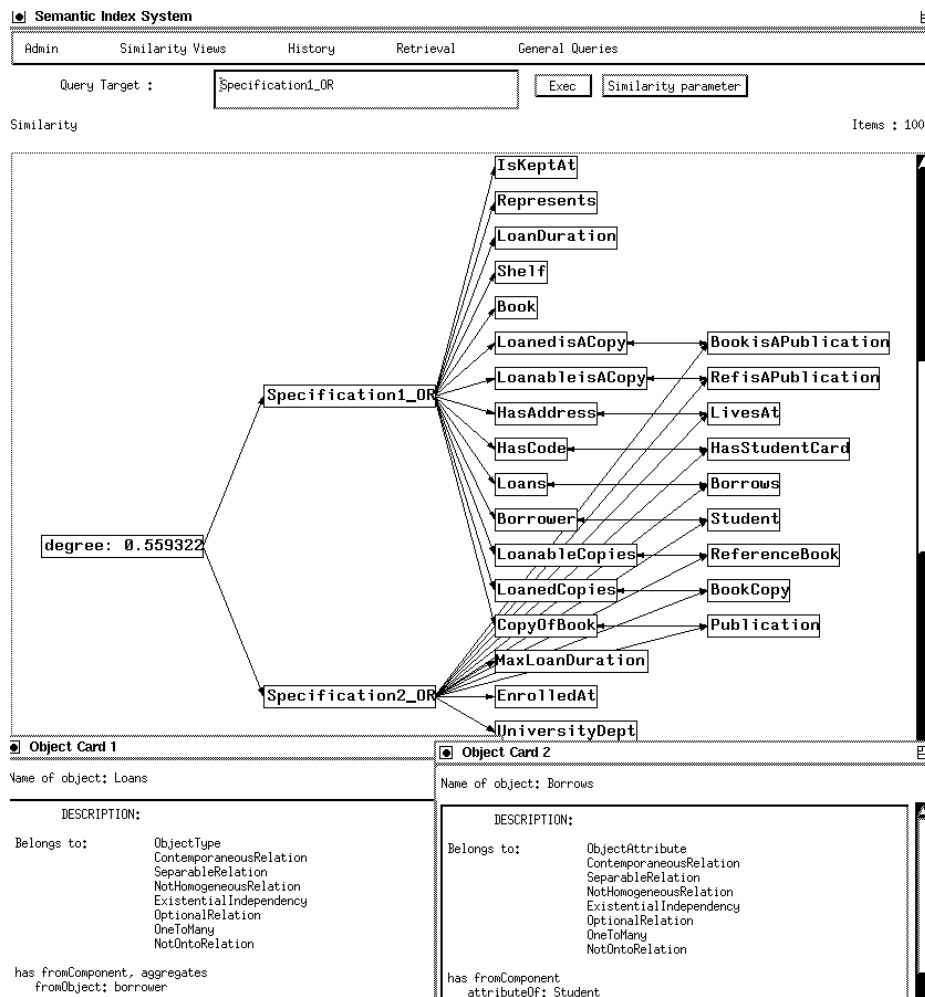 Semantic Index System
Admin Similarity Views History Retrieval General Queries
Query Target : Specification1_OR Exec Similarity parameter
Similarity Items : 100
IsKeptAt
Represents
LoanDuration
Shelf
Book
LoanedisACopy BookisAPublication
LoanableisACopy RefisAPublication
Specification1_OR
HasAddress LivesAt
HasCode HasStudentCard
Loans Borrows
Borrower Student
degree: 0.559322
LoanableCopies ReferenceBook
LoanedCopies BookCopy
CopyOfBook Publication
MaxLoanDuration
Specification2_OR EnrolledAt
UniversityDept
Object Card 1
Name of object: Loans
DESCRIPTION:
Belongs to: ObjectType
ContemporaneousRelation
SeparableRelation
NotHomogeneousRelation
ExistentialIndependency
OptionalRelation
OneToMany
NotOntoRelation
has fromComponent, aggregates
fromObject: borrower
Object Card 2
Name of object: Borrows
DESCRIPTION:
Belongs to: ObjectAttribute
ContemporaneousRelation
SeparableRelation
NotHomogeneousRelation
ExistentialIndependency
OptionalRelation
OneToMany
NotOntoRelation
has fromComponent
attributeOf: Student